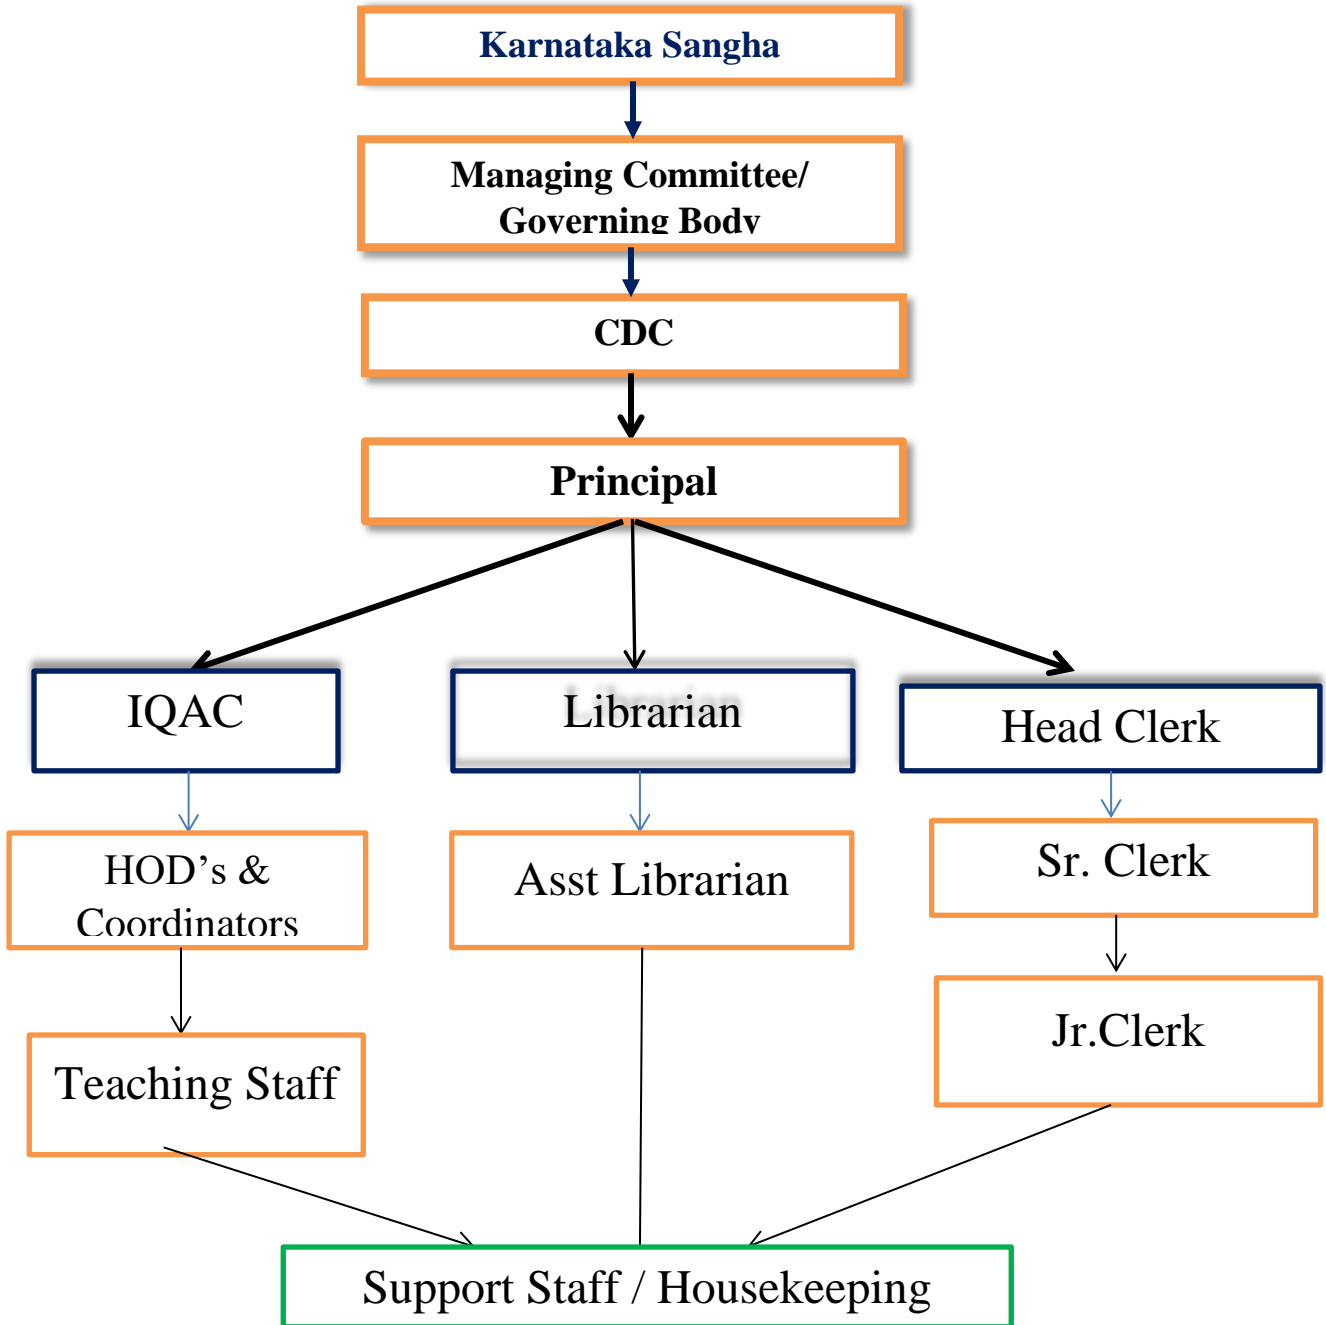 Karnataka Sangha
Managing Committee/
Governing Body
CDC
Principal
IQAC
Librarian
Head Clerk
HOD’s &
Coordinators
Asst Librarian
Sr. Clerk
Teaching Staff
Jr.Clerk
Support Staff / Housekeeping